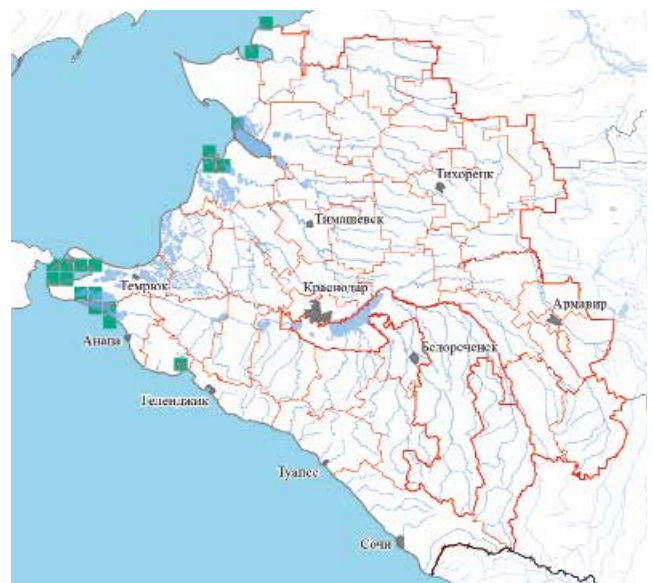 Тихорецк
Тимашевск
Темрюк
Краснодар
Армавир
Анапа
Белореченск
Геленджик
Туапсе
Сочи